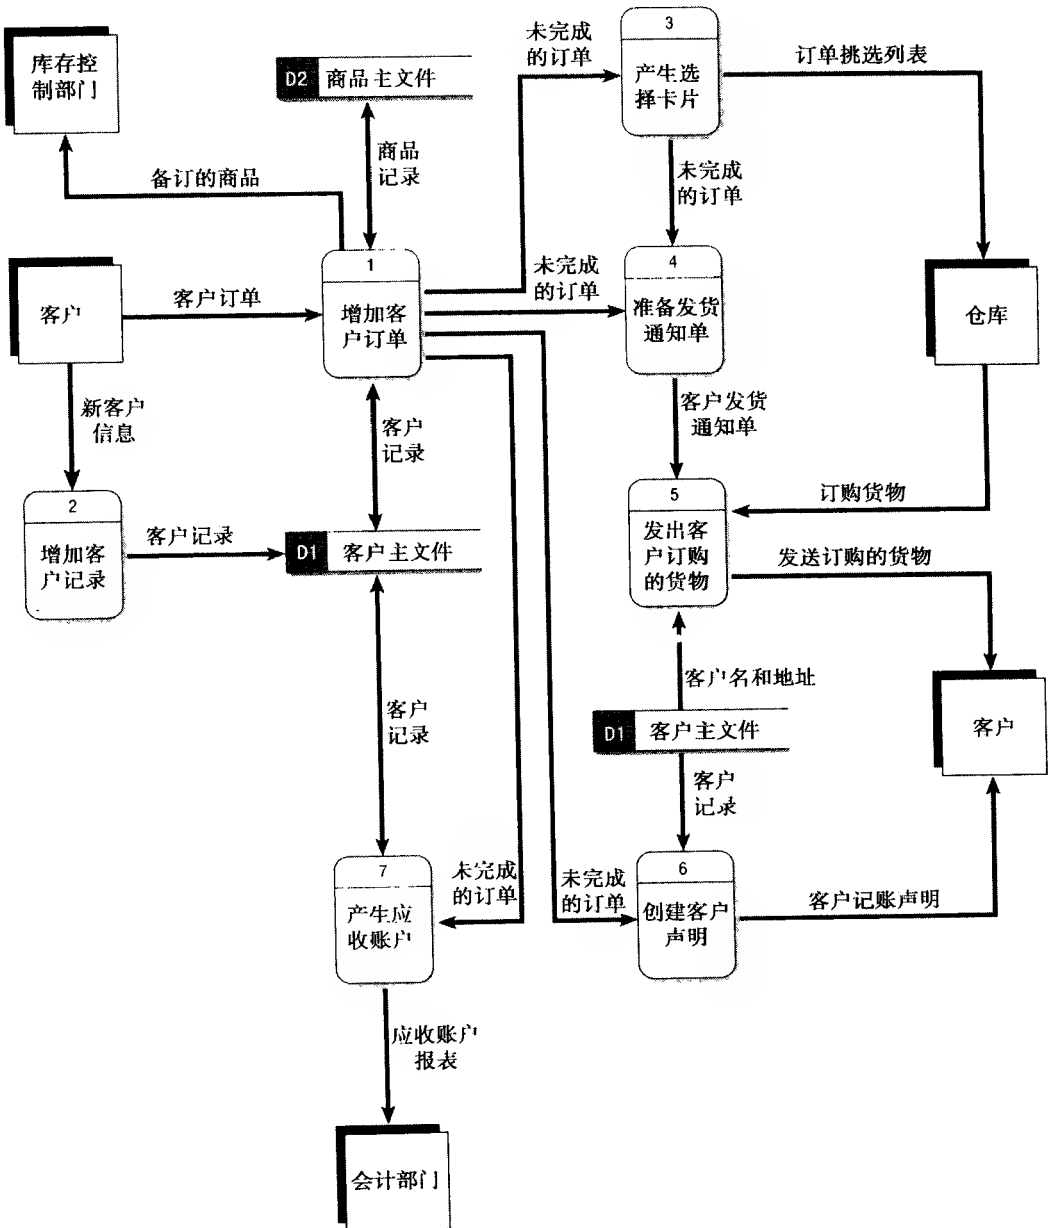 库存控
制部门
D2 商品主文件
未完成
的订单
3
产生选
择卡片
订单挑选列表
备订的商品
商品
记录
未完成
的订单
客户
客户订单
1
增加客
户订单
未完成
的订单
4
准备发货
通知单
仓库
新客户
信息
客户
记录
客户发货
通知单
2
增加客
户记录
客户记录
D1 客户主文件
5
发出客
户订购
的货物
订购货物
发送订购的货物
客户
记录
客户名和地址
D1 客户主文件
客户
客户
记录
7
产生应
收账户
未完成
的订单
未完成
的订单
6
创建客户
声明
客户记账声明
应收账户
报表
会计部门